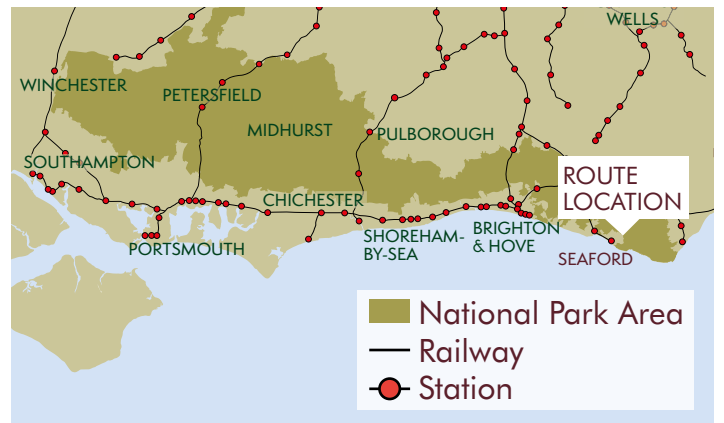 WELLS
WINCHESTER
PETERSFIELD
MIDHURST
PULBOROUGH
SOUTHAMPTON
ROUTE
LOCATION
CHICHESTER
PORTSMOUTH
SHOREHAM-
BY-SEA
BRIGHTON
& HOVE
SEAFORD
National Park Area
Railway
Station